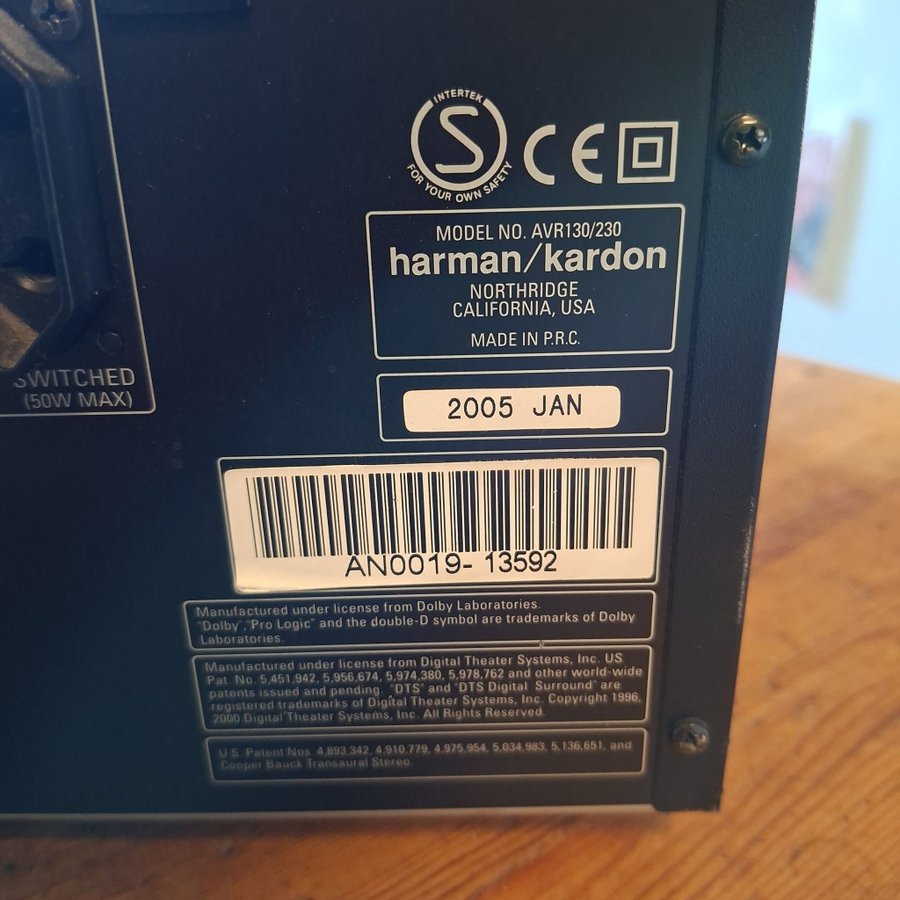 INTERTEK
S
FOR YOUR OWN SAFETY
CE
MODEL NO. AVR130/230
harman/kardon
NORTHRIDGE
CALIFORNIA, USA
MADE IN P.R.C.
SWITCHED
(50W MAX)
2005 JAN
AN0019- 13592
Manufactured under license from Dolby Laboratories.
"Dolby","Pro Logic" and the double-D symbol are trademarks of Dolby
Laboratories.
Manufactured under license from Digital Theater Systems, Inc. US
Pat. No. 5,451,942, 5,956,674, 5,974,380, 5,978,762 and other world-wide
patents issued and pending. "DTS" and "DTS Digital Surround" are
registered trademarks of Digital Theater Systems, Inc. Copyright 1996,
2000 Digital Theater Systems, Inc. All Rights Reserved.
U.S. Patent Nos. 4,893,342, 4,910,779, 4,975,954, 5,034,983, 5,136,651, and
Cooper Bauck Transaural Stereo.